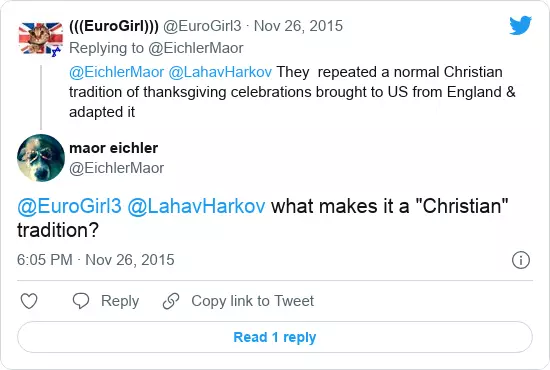 (((EuroGirl))) @EuroGirl3 · Nov 26, 2015
Replying to @EichlerMaor
@EichlerMaor @LahavHarkov They  repeated a normal Christian
tradition of thanksgiving celebrations brought to US from England &
adapted it
maor eichler
@EichlerMaor
@EuroGirl3 @LahavHarkov what makes it a "Christian"
tradition?
6:05 PM · Nov 26, 2015
Reply
Copy link to Tweet
Read 1 reply